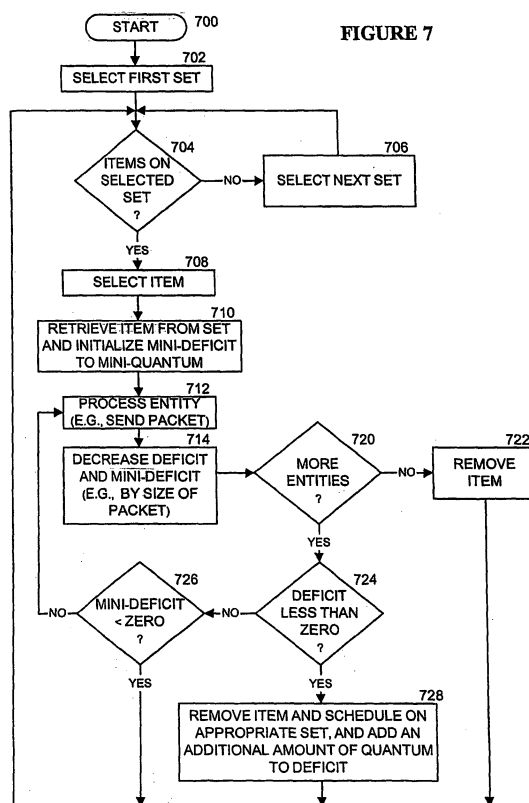 START
700
FIGURE 7
702
SELECT FIRST SET
704
ITEMS ON
SELECTED
SET
?
NO
706
SELECT NEXT SET
YES
708
SELECT ITEM
710
RETRIEVE ITEM FROM SET
AND INITIALIZE MINI-DEFICIT
TO MINI-QUANTUM
712
PROCESS ENTITY
(E.G., SEND PACKET)
714
DECREASE DEFICIT
AND MINI-DEFICIT
(E.G., BY SIZE OF
PACKET)
720
MORE
ENTITIES
?
NO
722
REMOVE
ITEM
YES
724
DEFICIT
LESS THAN
ZERO
?
NO
726
MINI-DEFICIT
< ZERO
?
NO
YES
YES
728
REMOVE ITEM AND SCHEDULE ON
APPROPRIATE SET, AND ADD AN
ADDITIONAL AMOUNT OF QUANTUM
TO DEFICIT